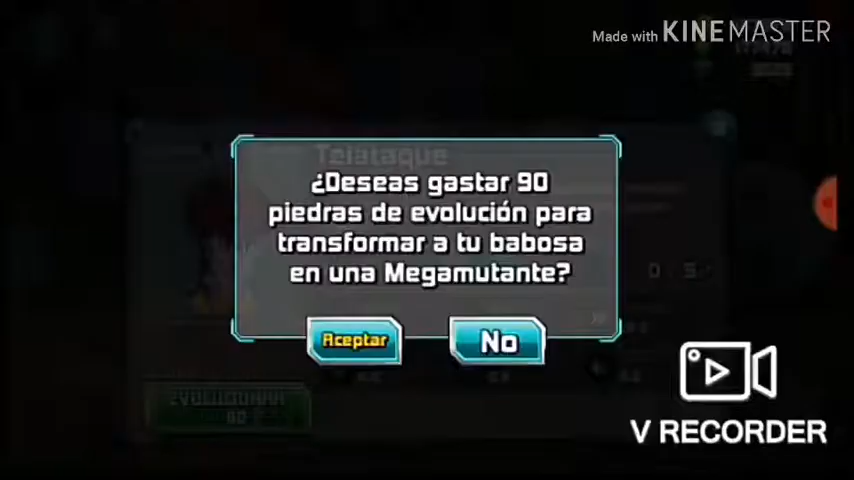 Made with KINEMASTER
Telataque
¿Deseas gastar 90
piedras de evolución para
transformar a tu babosa
en una Megamutante?
Aceptar
No
V RECORDER